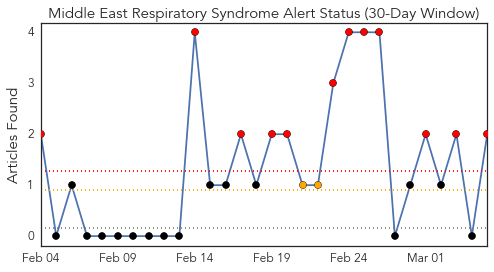 Middle East Respiratory Syndrome Alert Status (30-Day Window)
Articles Found
4
3
2
1
0
Feb 04
Feb 09
Feb 14
Feb 19
Feb 24
Mar 01